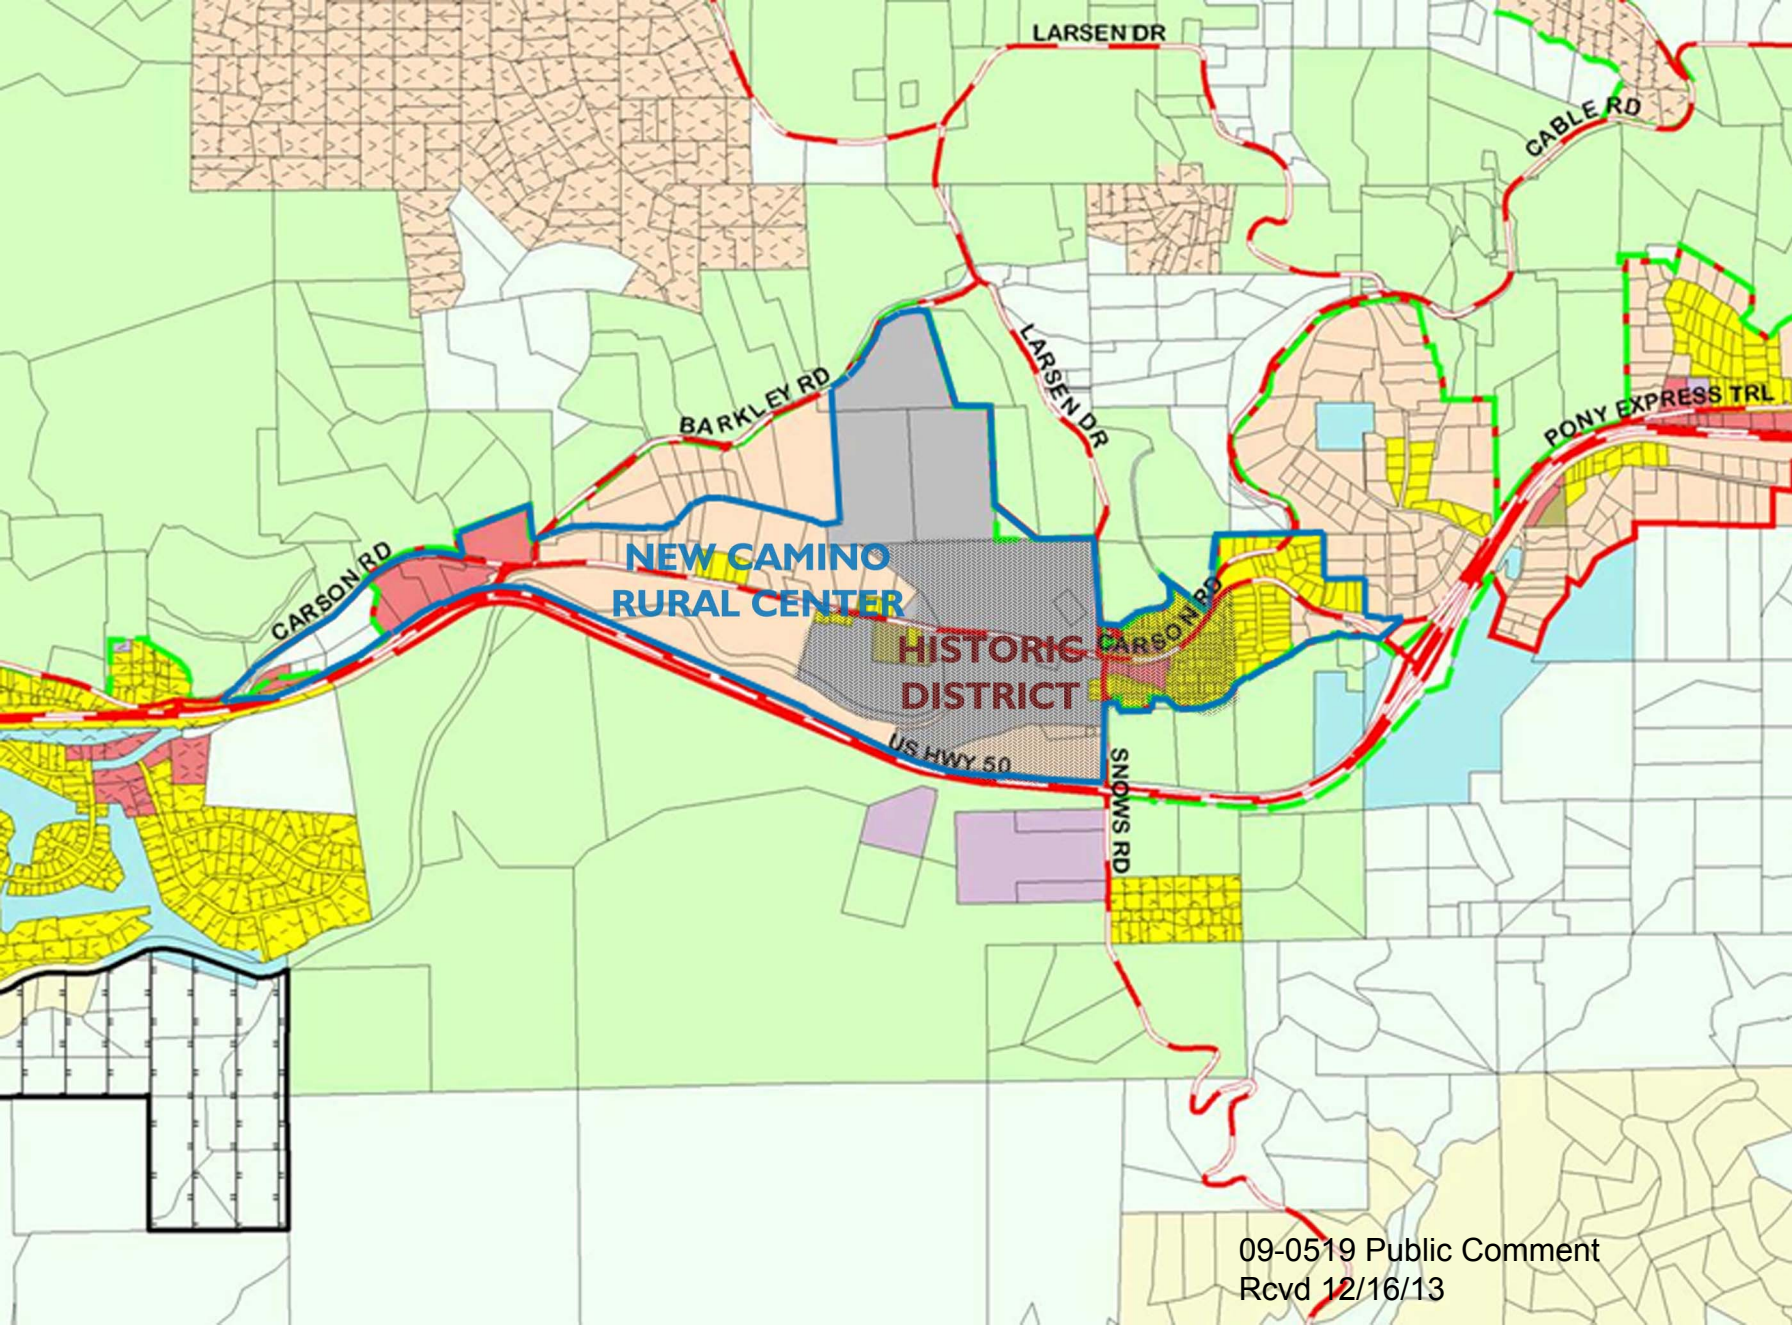 LARSEN DR
CABLE RD
LARSEN DR
BARKLEY RD
PONY EXPRESS TRL
CARSON RD
NEW CAMINO
RURAL CENTER
CARSON RD
HISTORIC
DISTRICT
US HWY 50
SNOWS RD
09-0519 Public Comment
Rcvd 12/16/13